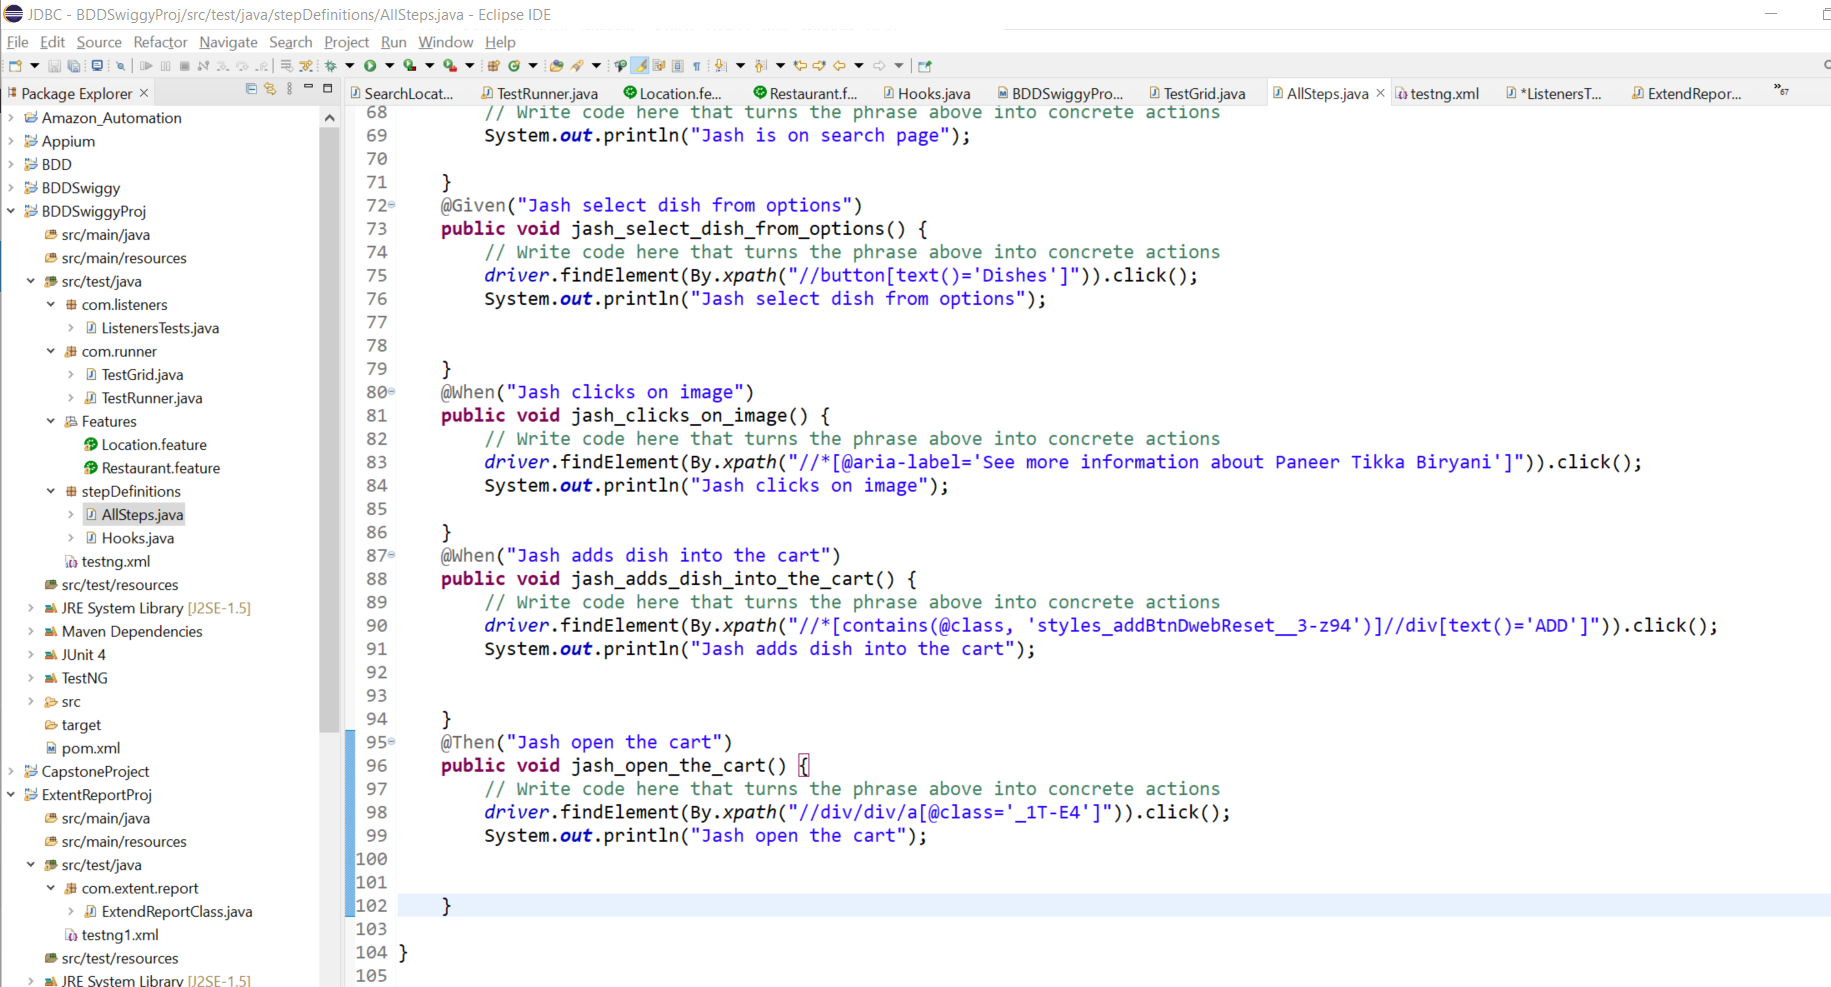 JDBC - BDDSwiggyProj/src/test/java/stepDefinitions/AllSteps.java - Eclipse IDE
File Edit Source Refactor Navigate Search Project Run Window Help
Package Explorer
SearchLocat... TestRunner.java Location.fe... Restaurant.f... Hooks.java BDDSwiggyPro... TestGrid.java AllSteps.java testng.xml *ListenersT... ExtendRepor... »67
Amazon_Automation
Appium
BDD
BDDSwiggy
BDDSwiggyProj
src/main/java
src/main/resources
src/test/java
com.listeners
ListenersTests.java
com.runner
TestGrid.java
TestRunner.java
Features
Location.feature
Restaurant.feature
stepDefinitions
AllSteps.java
Hooks.java
testng.xml
src/test/resources
JRE System Library [J2SE-1.5]
Maven Dependencies
JUnit 4
TestNG
src
target
pom.xml
CapstoneProject
ExtentReportProj
src/main/java
src/main/resources
src/test/java
com.extent.report
ExtendReportClass.java
testng1.xml
src/test/resources
JRE System Library [J2SE-1.5]
68 // Write code here that turns the phrase above into concrete actions
69 System.out.println("Jash is on search page");
70
71 }
72 @Given("Jash select dish from options")
73 public void jash_select_dish_from_options() {
74 // Write code here that turns the phrase above into concrete actions
75 driver.findElement(By.xpath("//button[text()='Dishes']")).click();
76 System.out.println("Jash select dish from options");
77
78
79 }
80 @When("Jash clicks on image")
81 public void jash_clicks_on_image() {
82 // Write code here that turns the phrase above into concrete actions
83 driver.findElement(By.xpath("//*[@aria-label='See more information about Paneer Tikka Biryani']")).click();
84 System.out.println("Jash clicks on image");
85
86 }
87 @When("Jash adds dish into the cart")
88 public void jash_adds_dish_into_the_cart() {
89 // Write code here that turns the phrase above into concrete actions
90 driver.findElement(By.xpath("//*[contains(@class, 'styles_addBtnDwebReset__3-z94')]//div[text()='ADD']")).click();
91 System.out.println("Jash adds dish into the cart");
92
93
94 }
95 @Then("Jash open the cart")
96 public void jash_open_the_cart() {
97 // Write code here that turns the phrase above into concrete actions
98 driver.findElement(By.xpath("//div/div/a[@class='_1T-E4']")).click();
99 System.out.println("Jash open the cart");
100
101
102 }
103
104 }
105